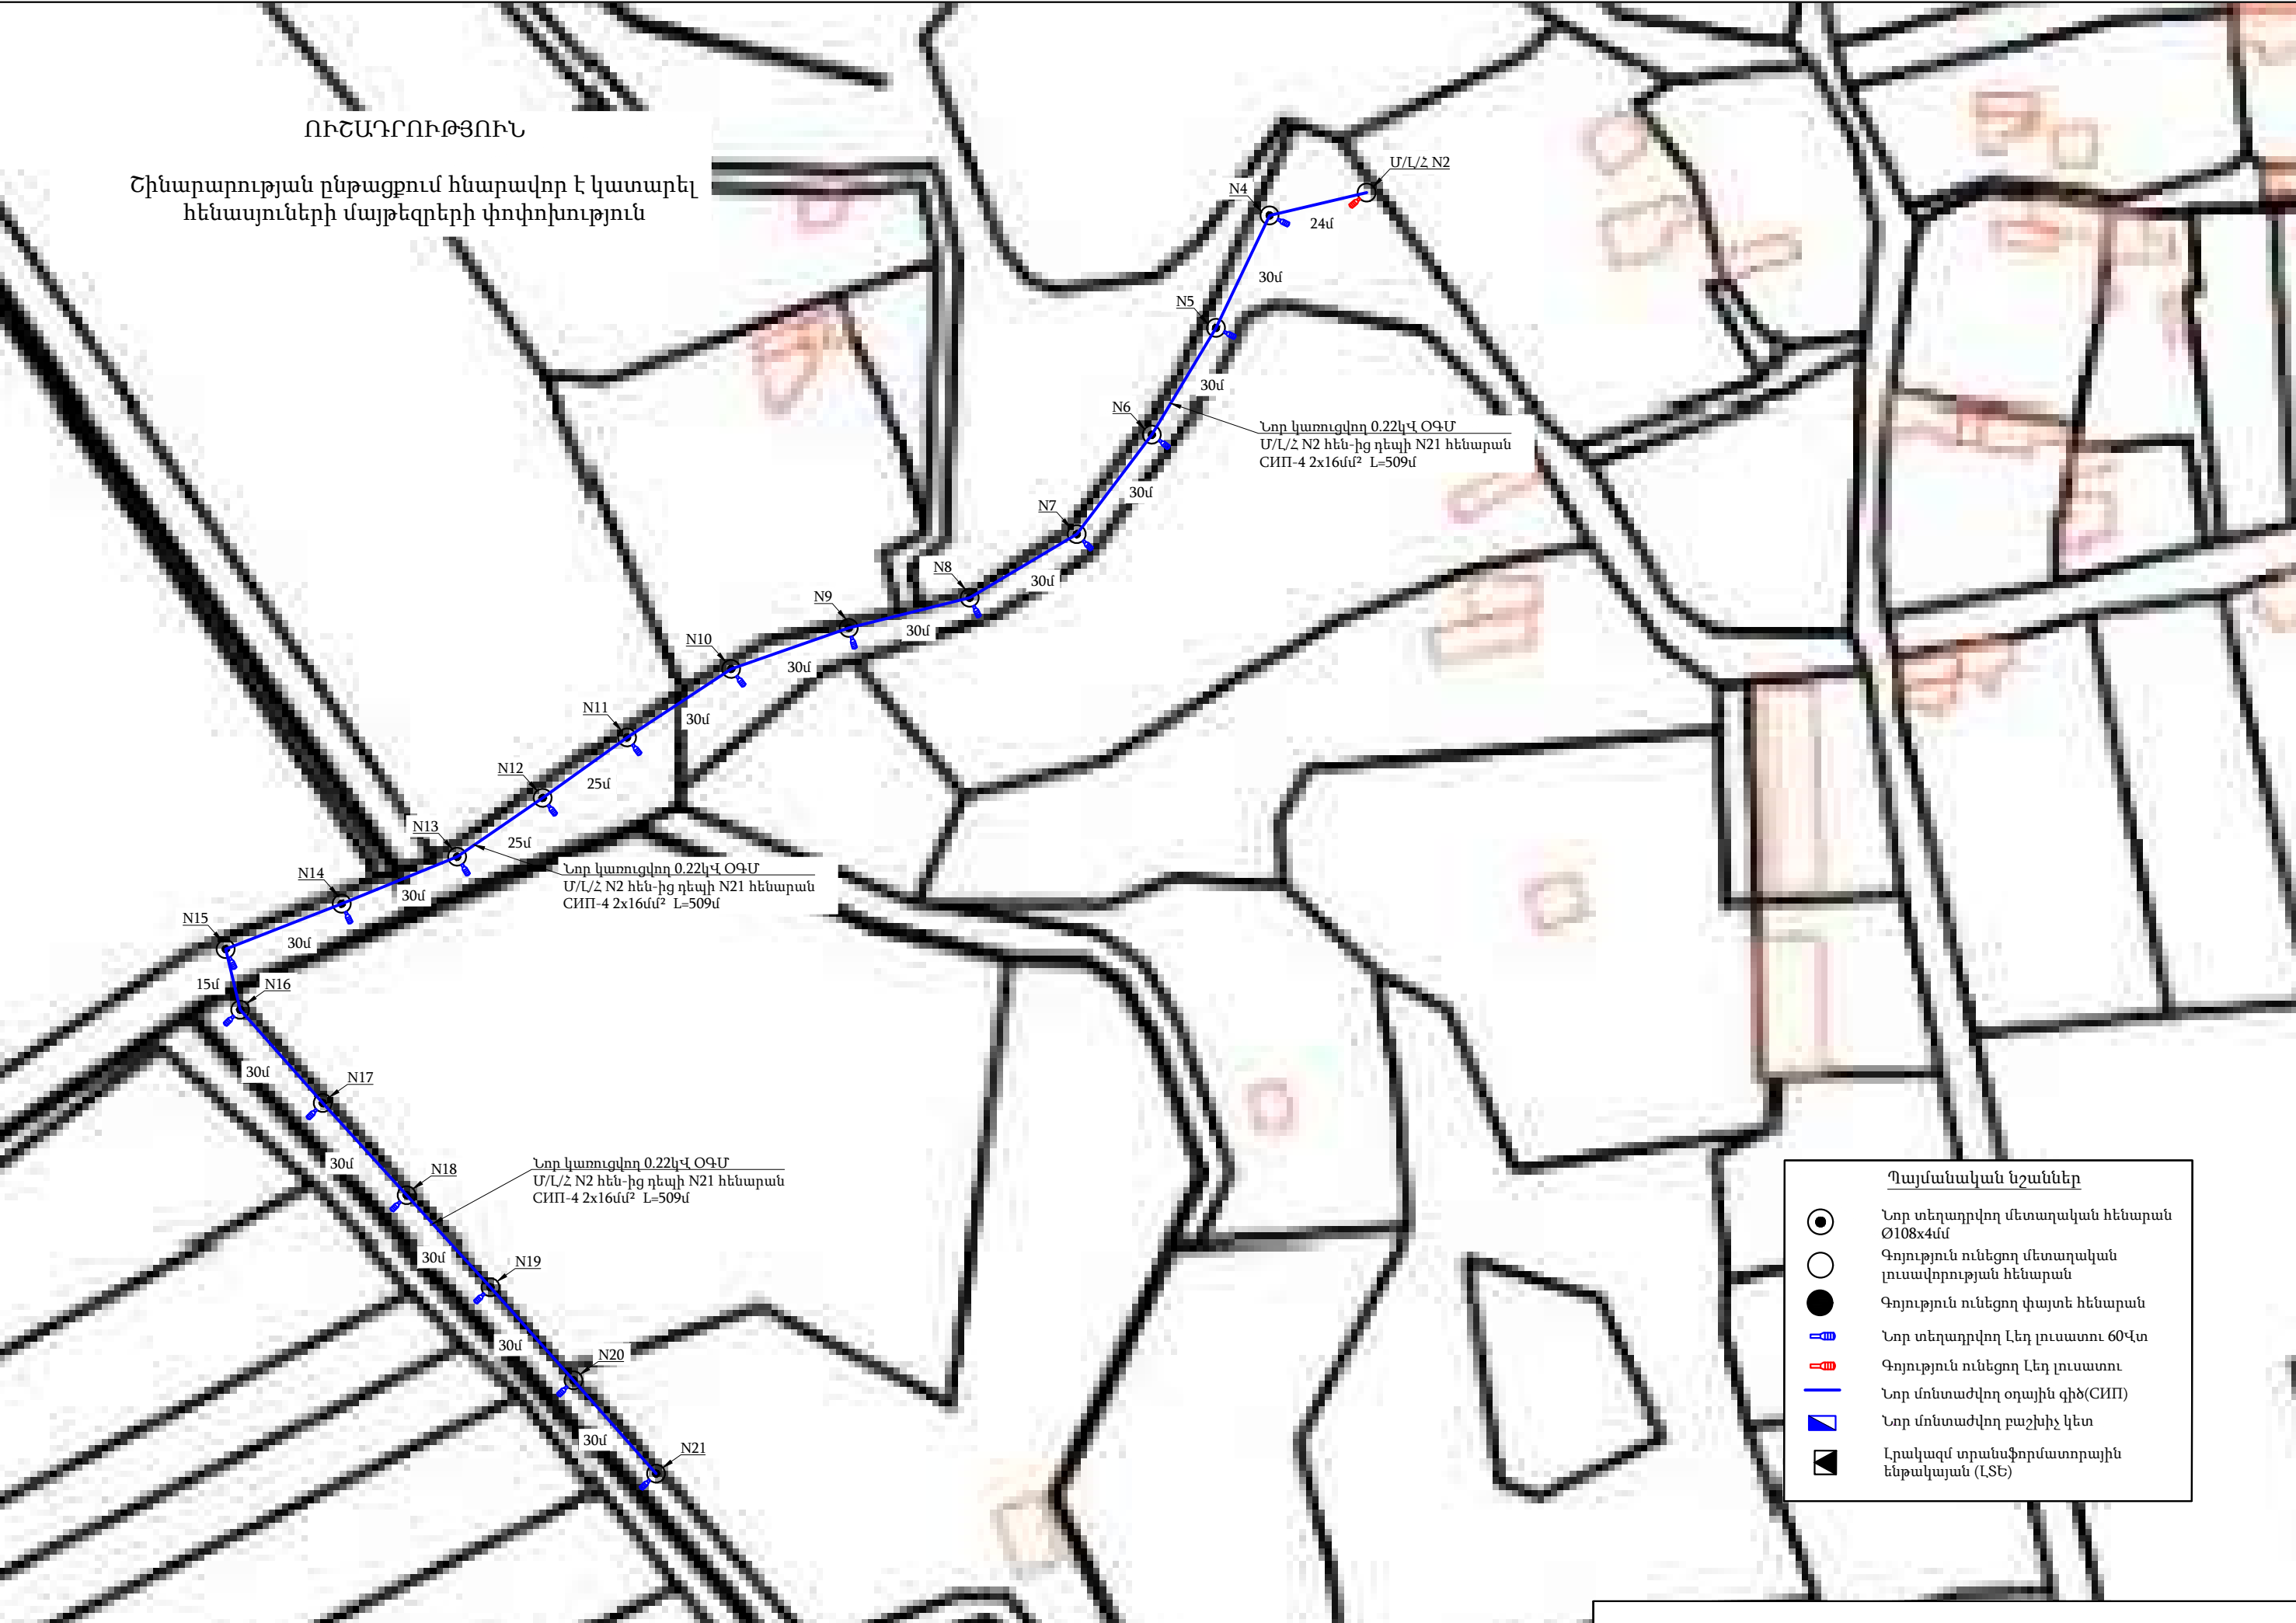 ՈՒՇԱԴՐՈՒԹՅՈՒՆ
Շինարարության ընթացքում հնարավոր է կատարել
հենասյուների մայթեզրերի փոփոխություն
Մ/Լ/Հ N2
N4
24մ
30մ
N5
30մ
N6
Նոր կառուցվող 0.22կՎ ՕԳՄ
Մ/Լ/Հ N2 հեն-ից դեպի N21 հենարան
СИП-4 2x16մմ² L=509մ
30մ
N7
30մ
N8
N9
30մ
N10
30մ
N11
30մ
N12
25մ
N13
25մ
Նոր կառուցվող 0.22կՎ ՕԳՄ
Մ/Լ/Հ N2 հեն-ից դեպի N21 հենարան
СИП-4 2x16մմ² L=509մ
N14
30մ
N15
30մ
15մ
N16
30մ
N17
30մ
N18
Նոր կառուցվող 0.22կՎ ՕԳՄ
Մ/Լ/Հ N2 հեն-ից դեպի N21 հենարան
СИП-4 2x16մմ² L=509մ
30մ
N19
30մ
N20
30մ
N21
Պայմանական նշաններ
Նոր տեղադրվող մետաղական հենարան
Ø108x4մմ
Գոյություն ունեցող մետաղական
լուսավորության հենարան
Գոյություն ունեցող փայտե հենարան
Նոր տեղադրվող Լեդ լուսատու 60Վտ
Գոյություն ունեցող Լեդ լուսատու
Նոր մոնտաժվող օդային գիծ(СИП)
Նոր մոնտաժվող բաշխիչ կետ
Լրակազմ տրանսֆորմատորային
ենթակայան (ԼՏԵ)